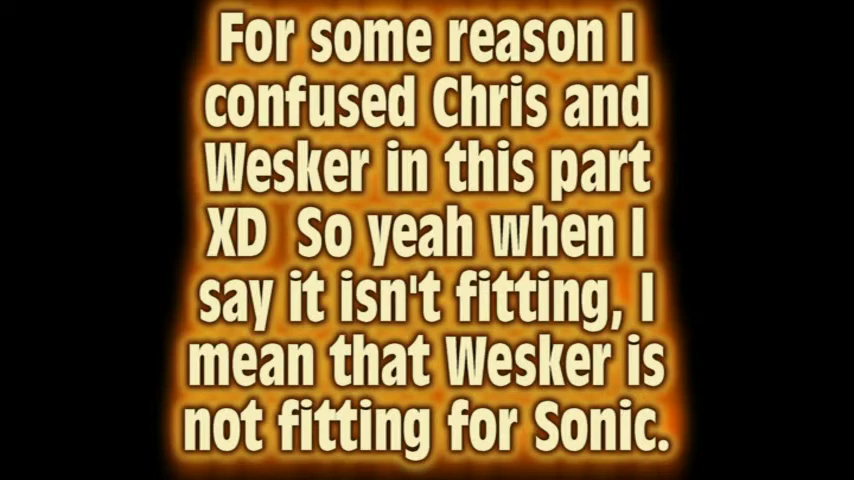 For some reason I
confused Chris and
Wesker in this part
XD  So yeah when I
say it isn't fitting, I
mean that Wesker is
not fitting for Sonic.